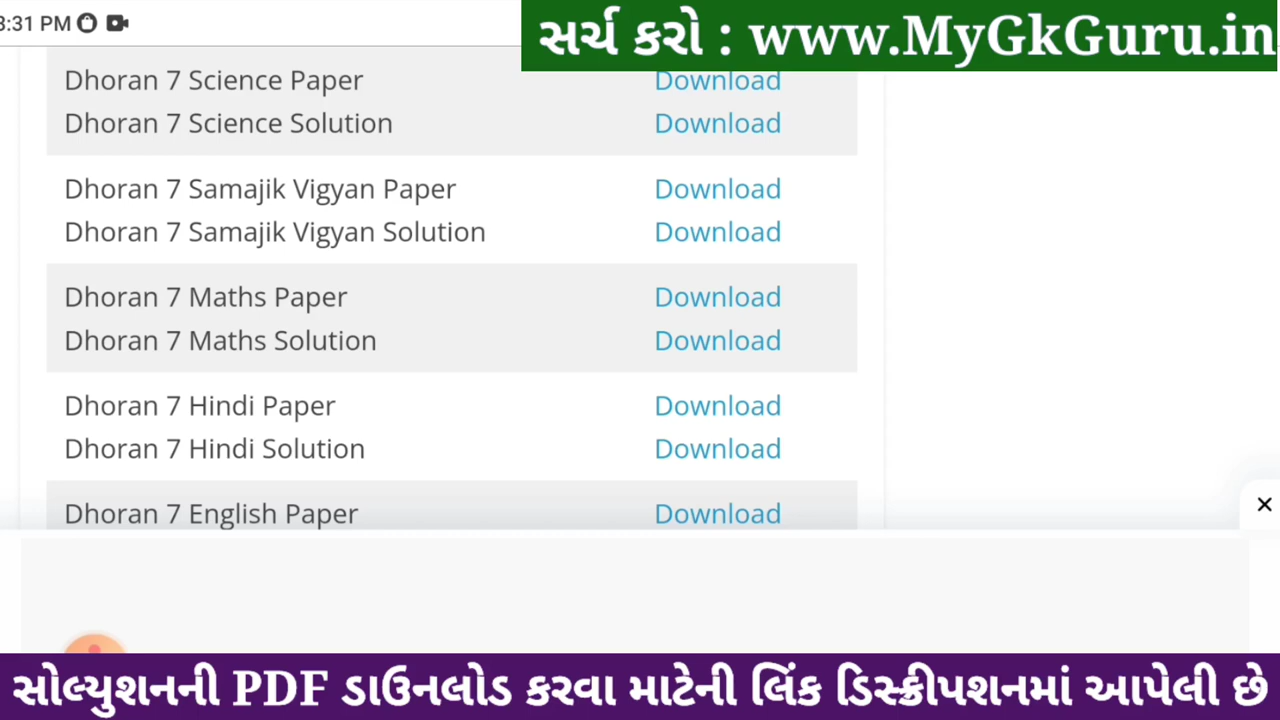 3:31 PM
સર્ચ કરો : www.MyGkGuru.in
Dhoran 7 Science Paper Download
Dhoran 7 Science Solution Download
Dhoran 7 Samajik Vigyan Paper Download
Dhoran 7 Samajik Vigyan Solution Download
Dhoran 7 Maths Paper Download
Dhoran 7 Maths Solution Download
Dhoran 7 Hindi Paper Download
Dhoran 7 Hindi Solution Download
Dhoran 7 English Paper Download
સોલ્યુશનની PDF ડાઉનલોડ કરવા માટેની લિંક ડિસ્ક્રીપશનમાં આપેલી છે